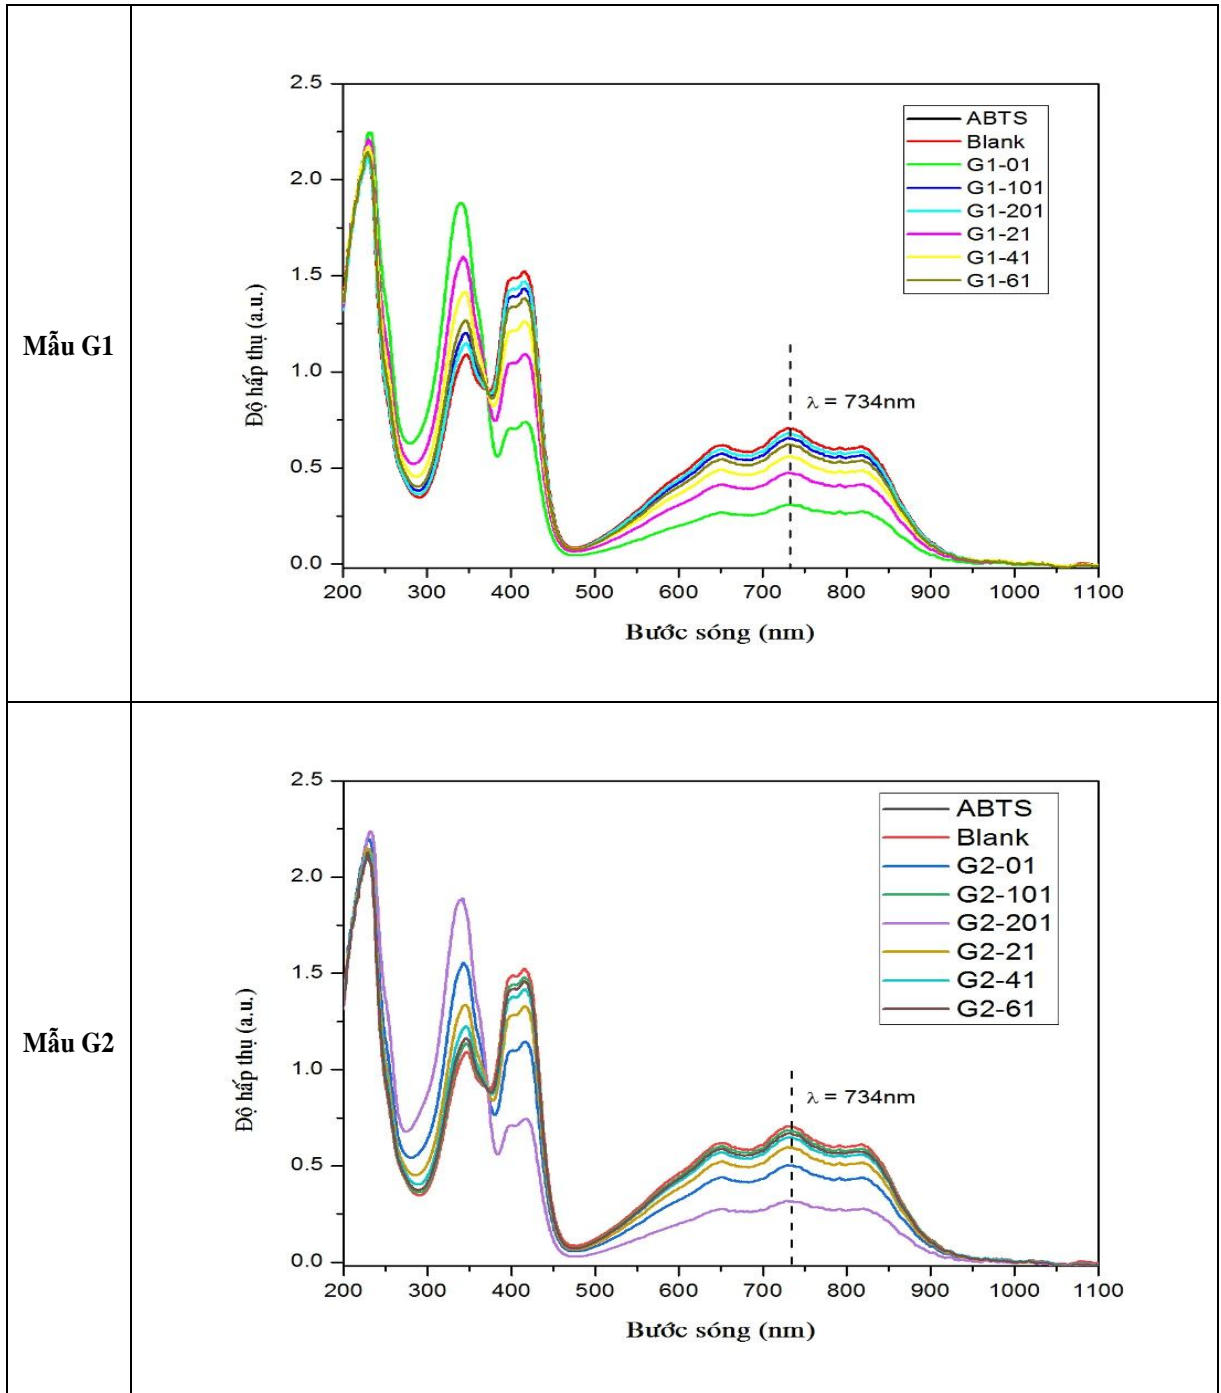 Mẫu G1
2.5
2.0
1.5
1.0
0.5
0.0
Độ hấp thụ (a.u.)
ABTS
Blank
G1-01
G1-101
G1-201
G1-21
G1-41
G1-61
λ = 734nm
200 300 400 500 600 700 800 900 1000 1100
Bước sóng (nm)
Mẫu G2
2.5
2.0
1.5
1.0
0.5
0.0
Độ hấp thụ (a.u.)
ABTS
Blank
G2-01
G2-101
G2-201
G2-21
G2-41
G2-61
λ = 734nm
200 300 400 500 600 700 800 900 1000 1100
Bước sóng (nm)